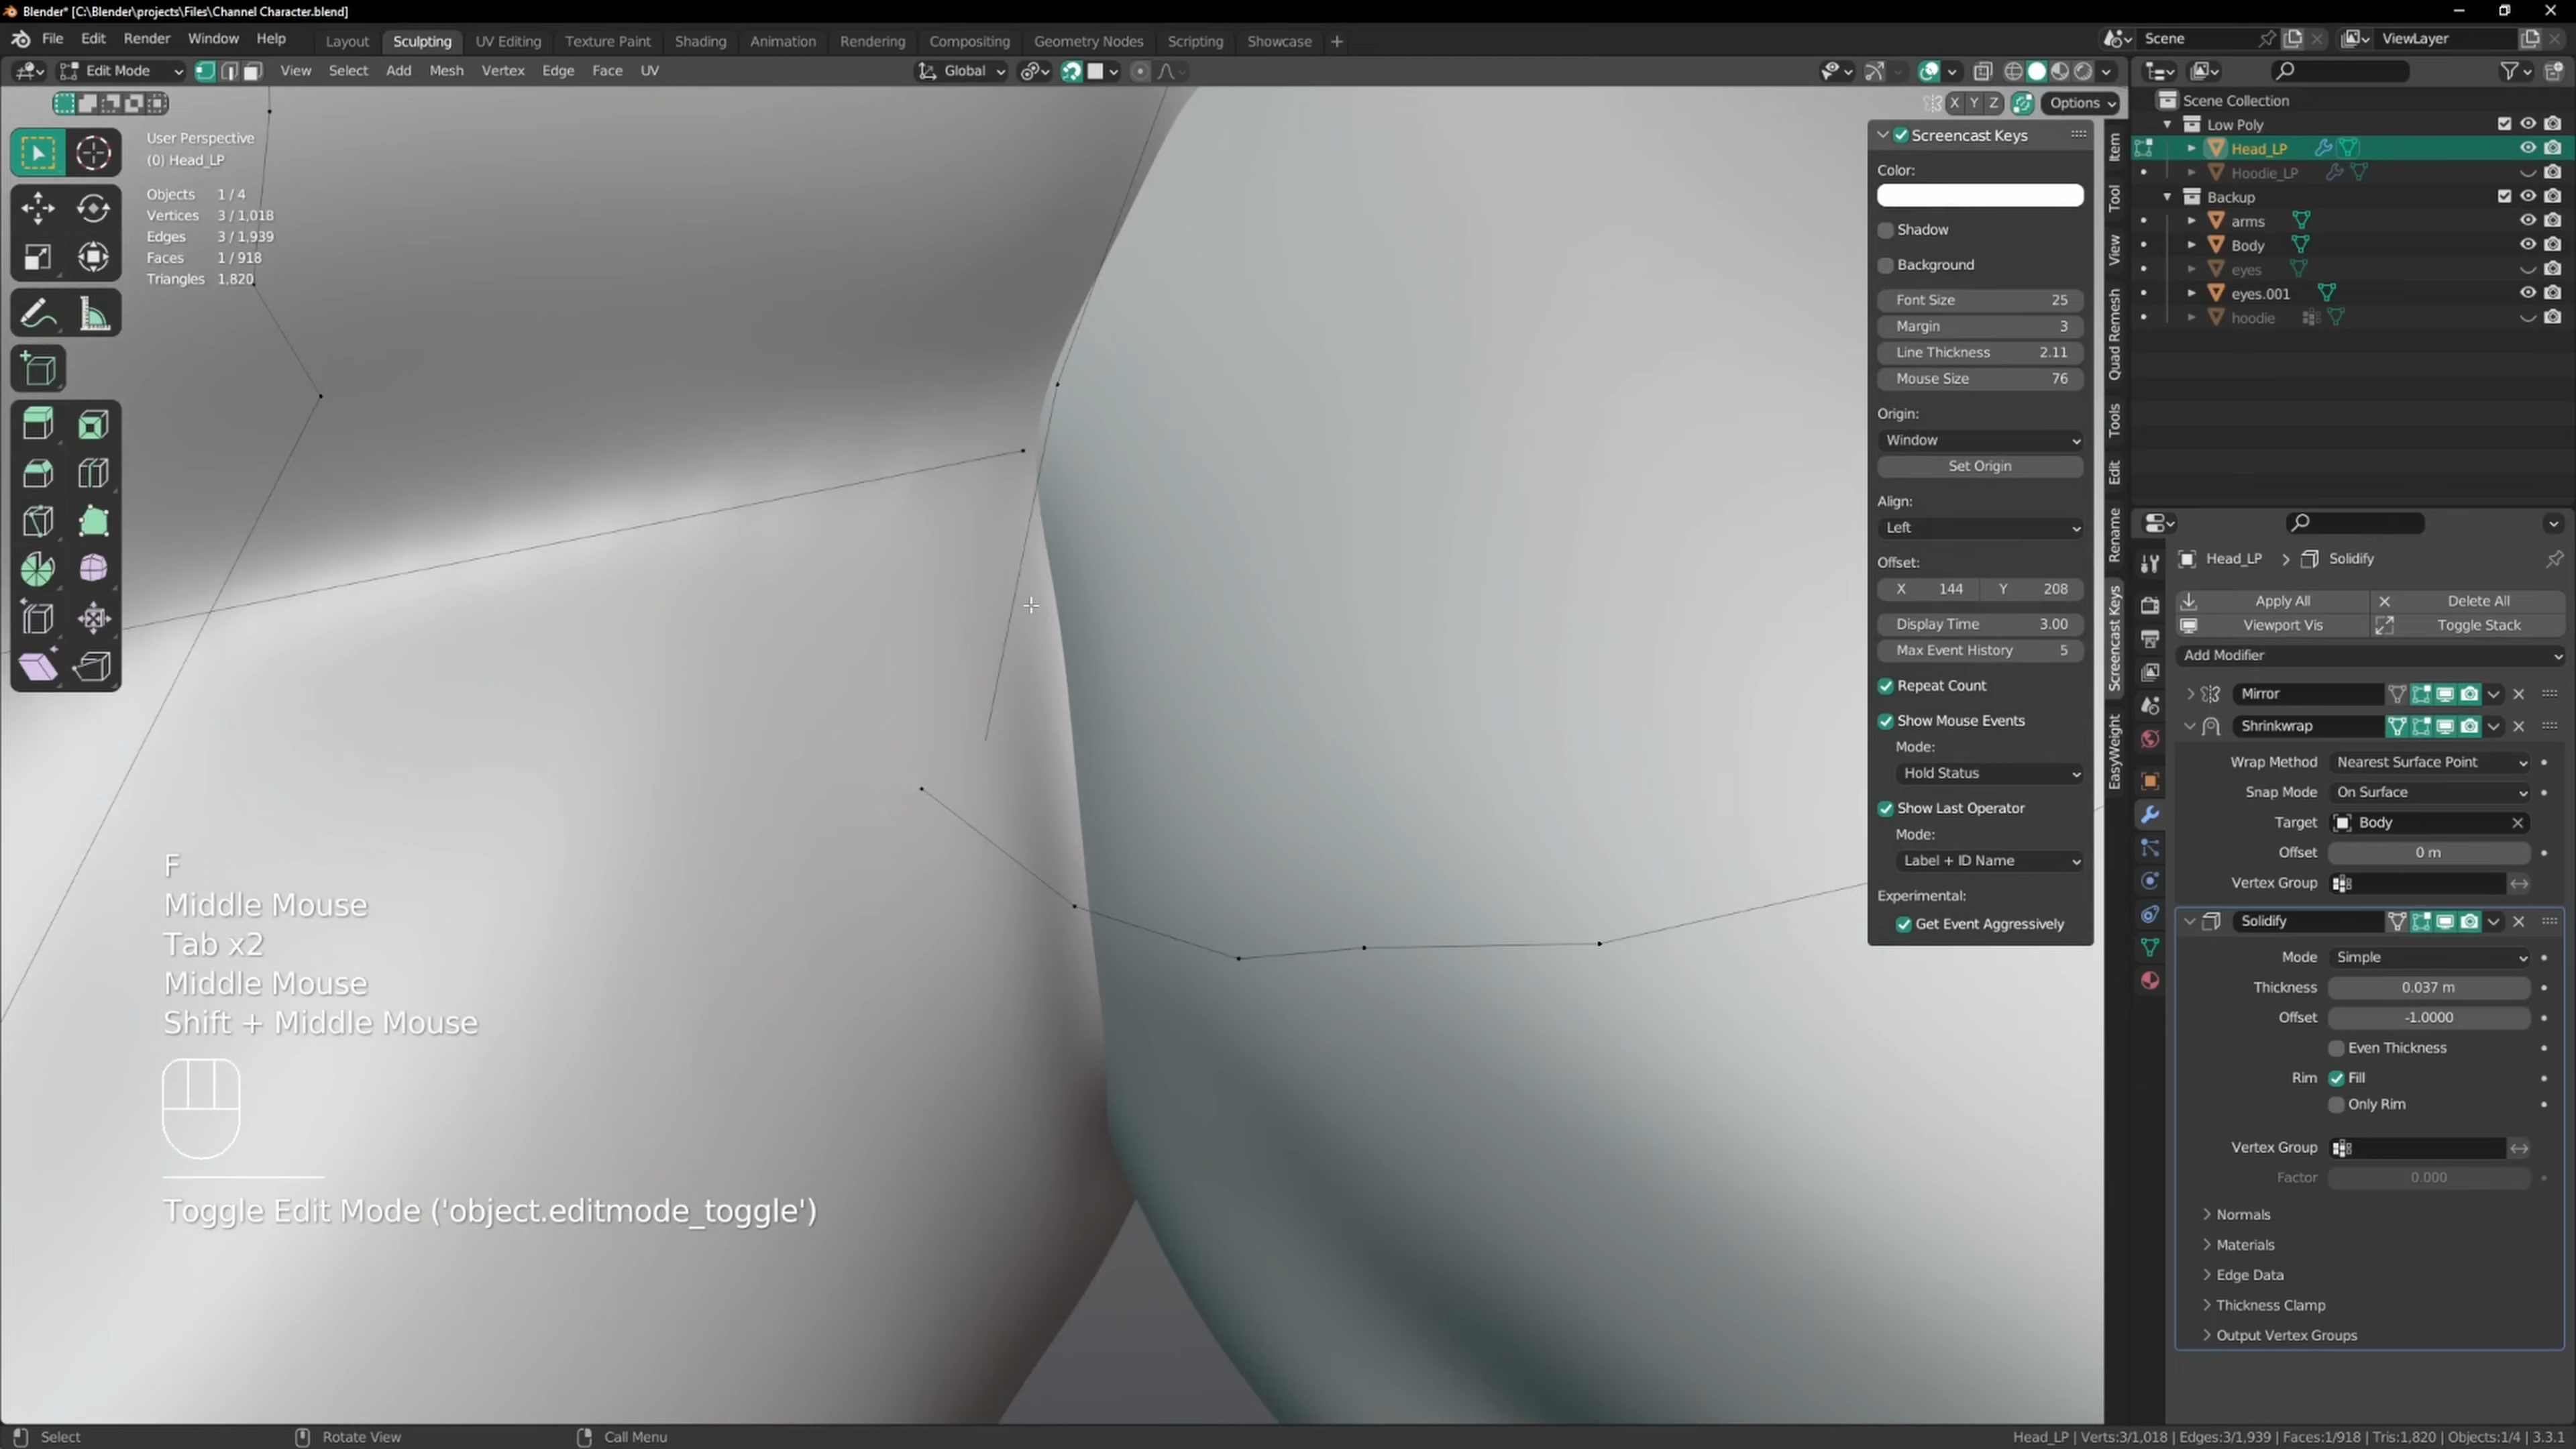 Blender* [C:\Blender\projects\Files\Channel Character.blend]
File Edit Render Window Help
Layout Sculpting UV Editing Texture Paint Shading Animation Rendering Compositing Geometry Nodes Scripting Showcase +
Scene
ViewLayer
Edit Mode
View Select Add Mesh Vertex Edge Face UV
Global
X Y Z
Options
User Perspective
(0) Head_LP
Objects 1 / 4
Vertices 3 / 1,018
Edges 3 / 1,939
Faces 1 / 918
Triangles 1,820
Screencast Keys
Color:
Shadow
Background
Font Size 25
Margin 3
Line Thickness 2.11
Mouse Size 76
Origin:
Window
Set Origin
Align:
Left
Offset:
X 144 Y 208
Display Time 3.00
Max Event History 5
Repeat Count
Show Mouse Events
Mode:
Hold Status
Show Last Operator
Mode:
Label + ID Name
Experimental:
Get Event Aggressively
Item
Tool
View
Quad Remesh
Tools
Edit
Rename
Screencast Keys
EasyWeight
Scene Collection
Low Poly
Head_LP
Hoodie_LP
Backup
arms
Body
eyes
eyes.001
hoodie
Head_LP > Solidify
Apply All
Delete All
Viewport Vis
Toggle Stack
Add Modifier
Mirror
Shrinkwrap
Wrap Method Nearest Surface Point
Snap Mode On Surface
Target Body
Offset 0 m
Vertex Group
Solidify
Mode Simple
Thickness 0.037 m
Offset -1.0000
Even Thickness
Rim Fill
Only Rim
Vertex Group
Factor 0.000
Normals
Materials
Edge Data
Thickness Clamp
Output Vertex Groups
F
Middle Mouse
Tab x2
Middle Mouse
Shift + Middle Mouse
Toggle Edit Mode ('object.editmode_toggle')
Select
Rotate View
Call Menu
Head_LP | Verts:3/1,018 | Edges:3/1,939 | Faces:1/918 | Tris:1,820 | Objects:1/4 | 3.3.1